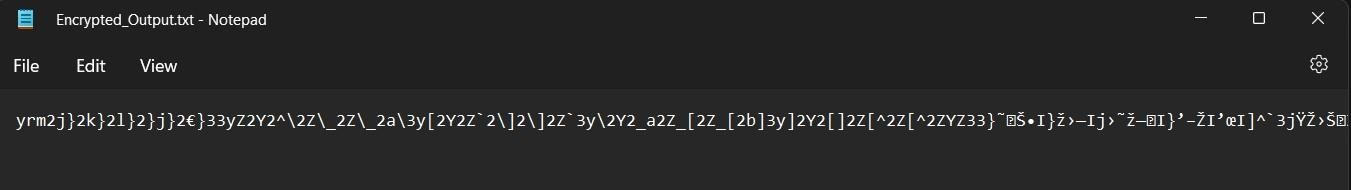 Encrypted_Output.txt - Notepad
File Edit View
yrm2j}2k}2l}2}j}2€}33yZ2Y2^\2Z\_2Z\_2a\3y[2Y2Z`2\]2\]2Z`3y\2Y2_a2Z_[2Z_[2b]3y]2Y2[]2Z[^2Z[^2ZYZ33}˜Š•I}ž›—Ij›˜ž—I}’–ŽI’œI]^`3jŸŽ›Š